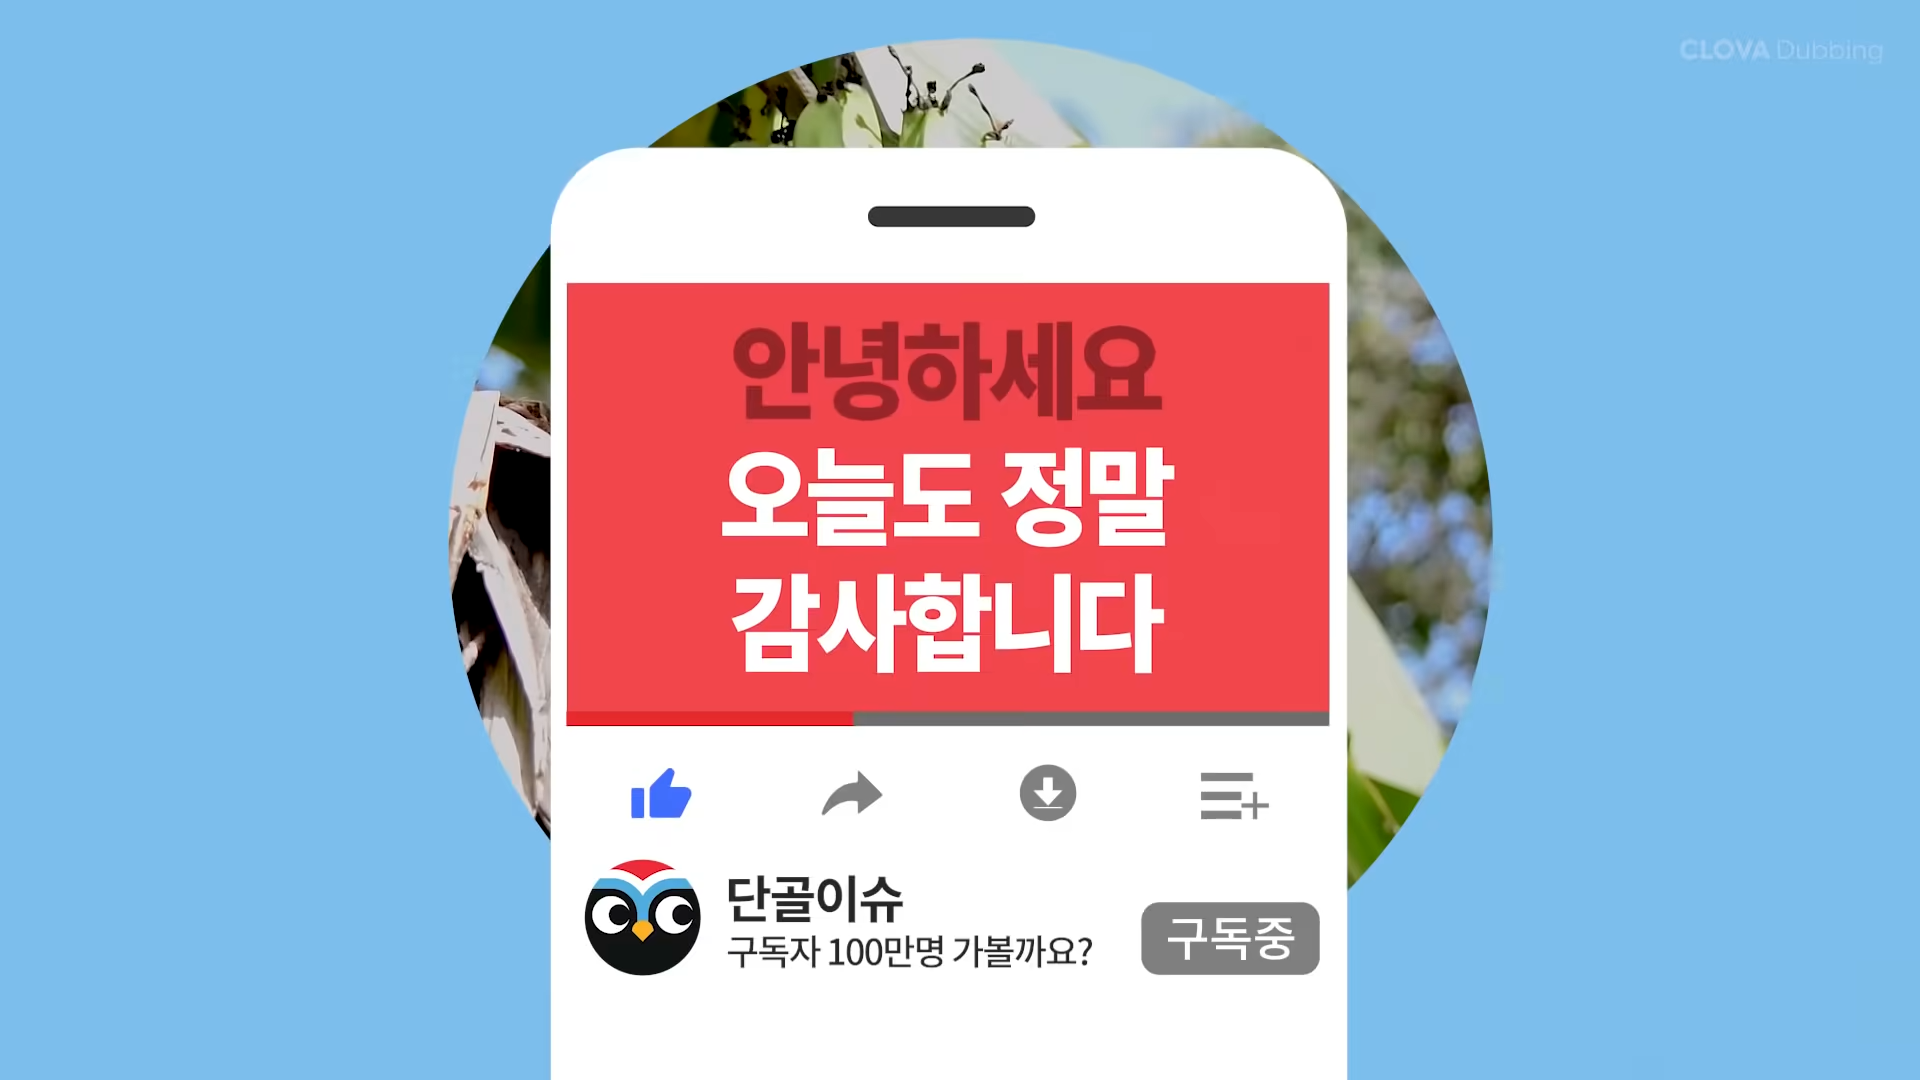 CLOVA Dubbing
안녕하세요
오늘도 정말
감사합니다
단골이슈
구독자 100만명 가볼까요?
구독중